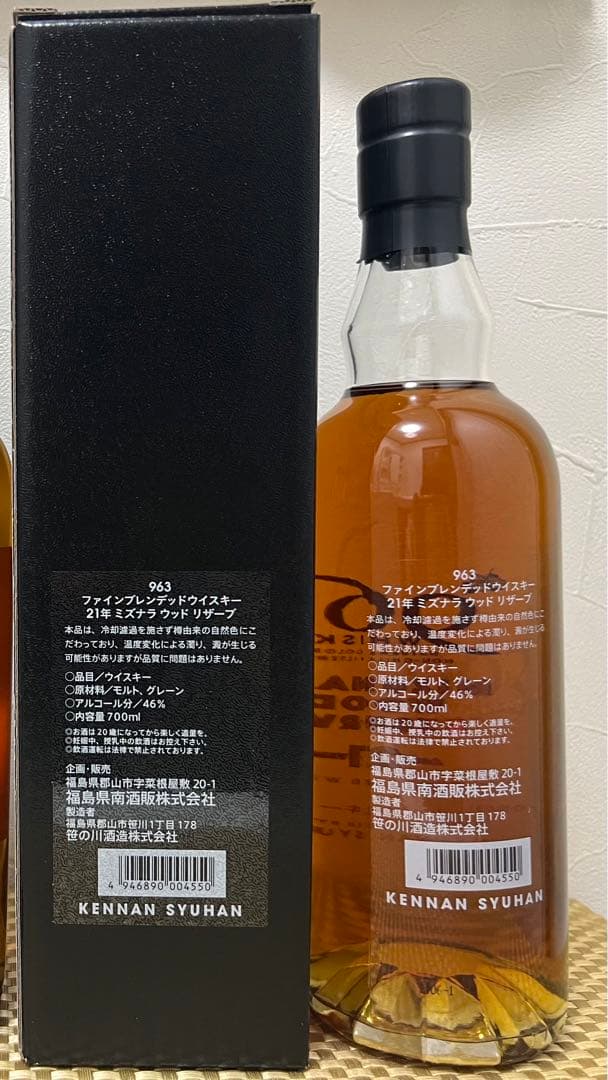 963
ファインブレンデッドウイスキー
21年 ミズナラ ウッド リザーブ
本品は、冷却濾過を施さず樽由来の自然色にこ
だわっており、温度変化による濁り、澱が生じる
可能性がありますが品質に問題はありません。
○品目/ウイスキー
○原材料/モルト、グレーン
○アルコール分/46%
○内容量700ml
◎お酒は20歳になってから楽しく適量を。
◎妊娠中、授乳中の飲酒はお控え下さい。
◎飲酒運転は法律で禁止されております。
企画・販売
福島県郡山市字菜根屋敷 20-1
福島県南酒販株式会社
製造者
福島県郡山市笹川1丁目 178
笹の川酒造株式会社
4 946890 004550
KENNAN SYUHAN
963
ファインブレンデッドウイスキー
21年 ミズナラ ウッド リザーブ
本品は、冷却濾過を施さず樽由来の自然色にこ
だわっており、温度変化による濁り、澱が生じる
可能性がありますが品質に問題はありません。
○品目/ウイスキー
○原材料/モルト、グレーン
○アルコール分/46%
○内容量700ml
◎お酒は20歳になってから楽しく適量を。
◎妊娠中、授乳中の飲酒はお控え下さい。
◎飲酒運転は法律で禁止されております。
企画・販売
福島県郡山市字菜根屋敷 20-1
福島県南酒販株式会社
製造者
福島県郡山市笹川1丁目 178
笹の川酒造株式会社
4 946890 004550
KENNAN SYUHAN